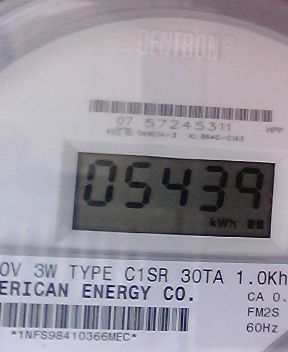 CENTRON®
07 57245311
HPP
05439
kWh
0V 3W TYPE C1SR 30TA 1.0Kh
ERICAN ENERGY CO.
CA 0.
FM2S
60Hz
*1NFS98410366MEC*